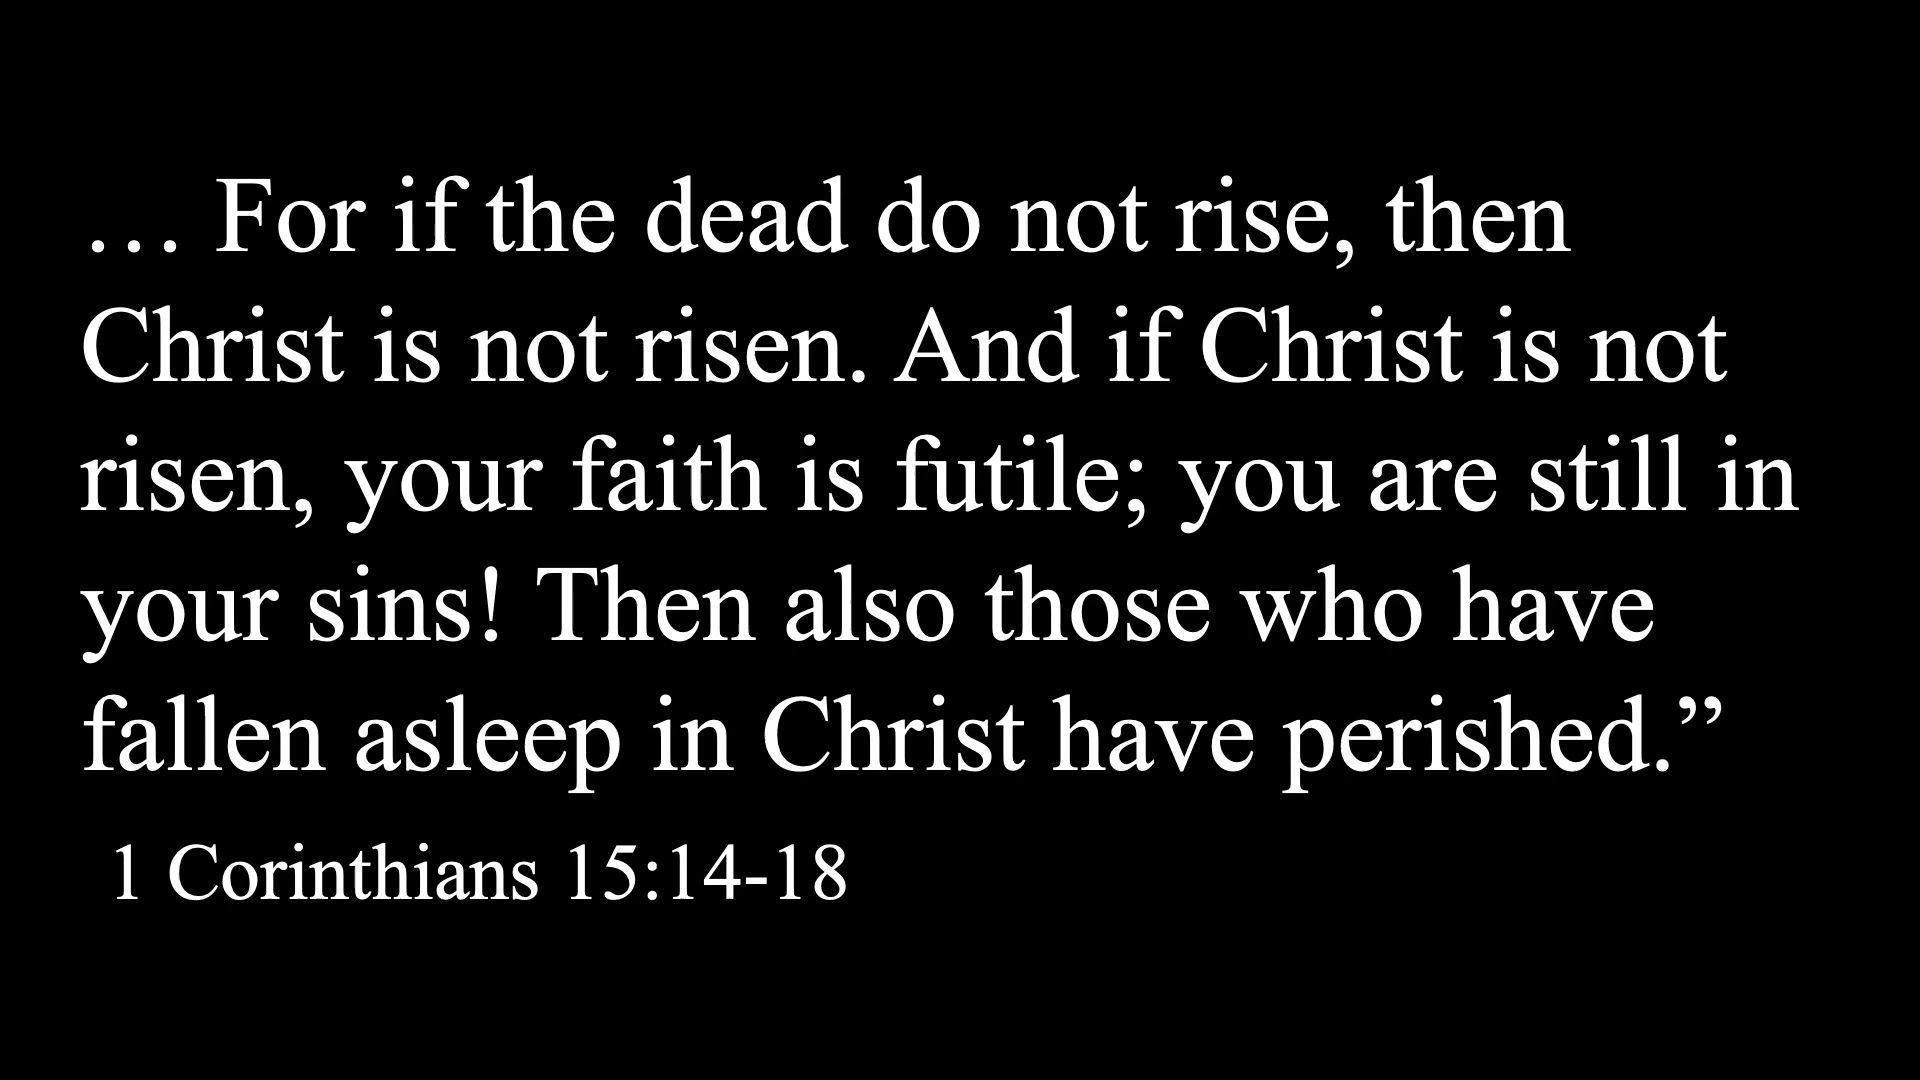 … For if the dead do not rise, then
Christ is not risen. And if Christ is not
risen, your faith is futile; you are still in
your sins! Then also those who have
fallen asleep in Christ have perished.”
1 Corinthians 15:14-18